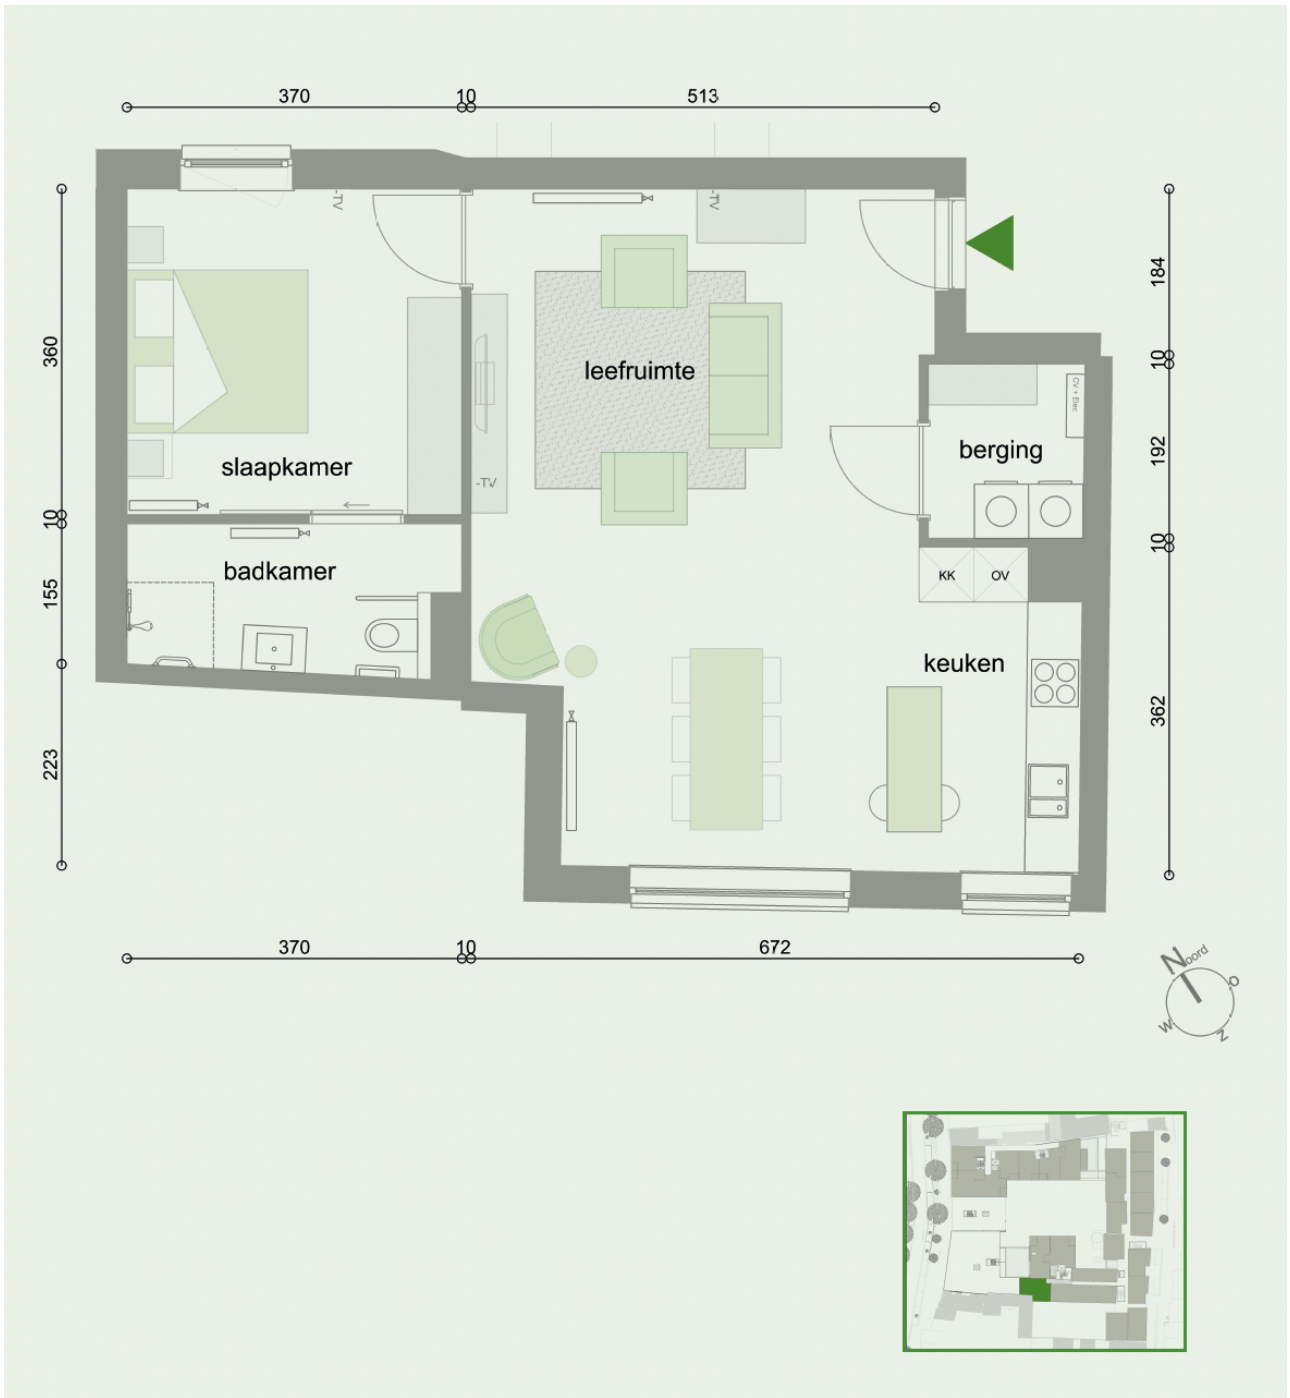 370 10 513
-TV
-TV
184
360
leefruimte
10
CV + Elec
berging
192
slaapkamer
-TV
10
10
badkamer
KK OV
155
keuken
362
223
370 10 672
Noord
O
W
Z